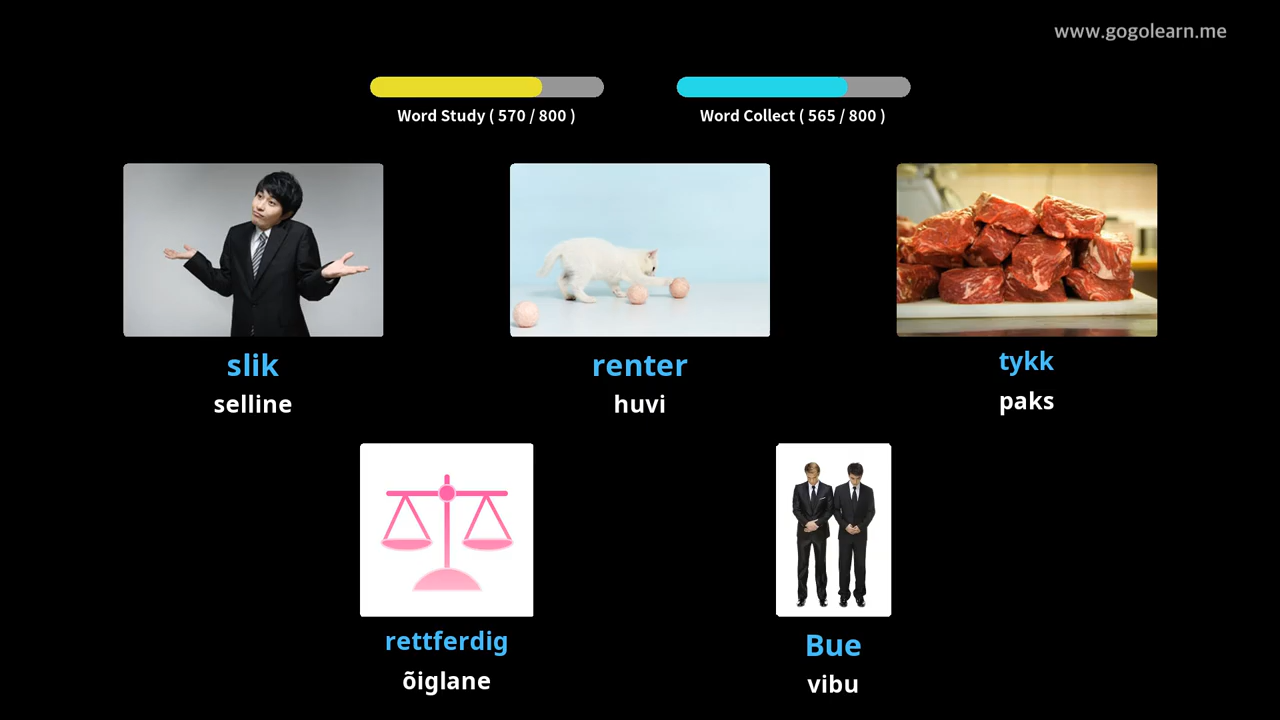 www.gogolearn.me
Word Study ( 570 / 800 )
Word Collect ( 565 / 800 )
slik
selline
renter
huvi
tykk
paks
rettferdig
õiglane
Bue
vibu